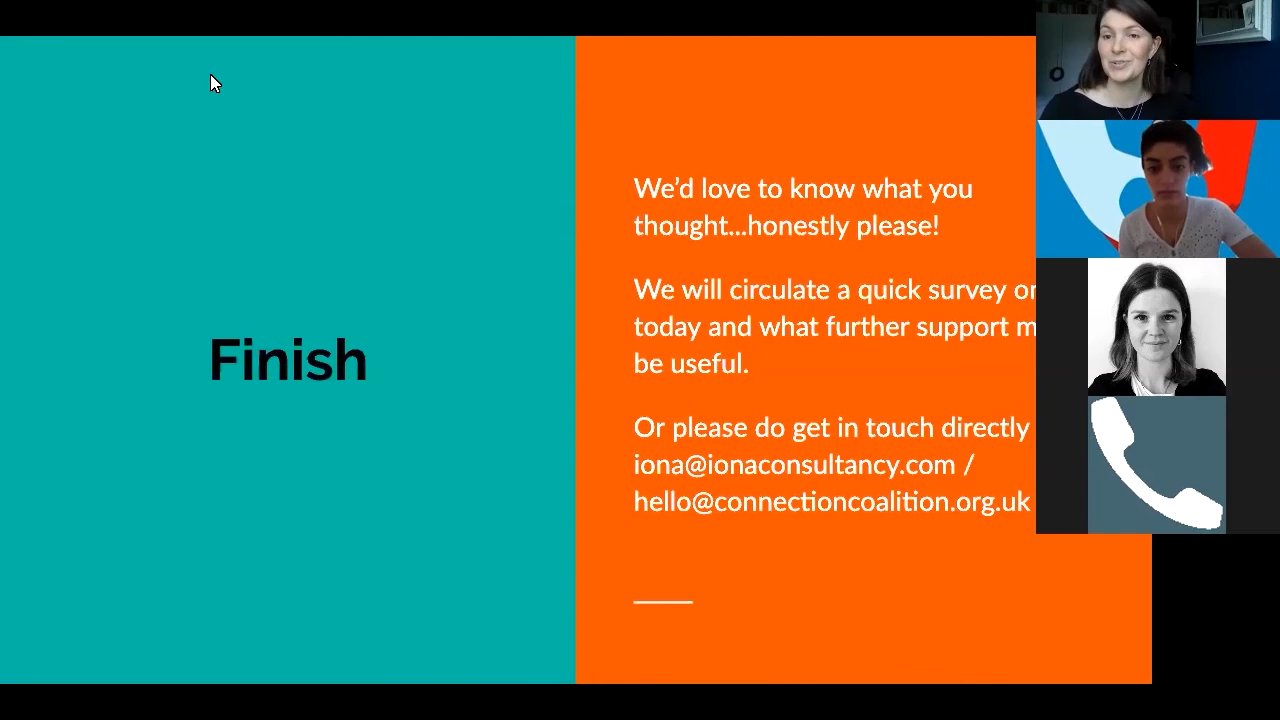 Finish
We'd love to know what you
thought...honestly please!
We will circulate a quick survey
today and what further support
be useful.
Or please do get in touch directly
iona@ionaconsultancy.com /
hello@connectioncoalition.org.uk